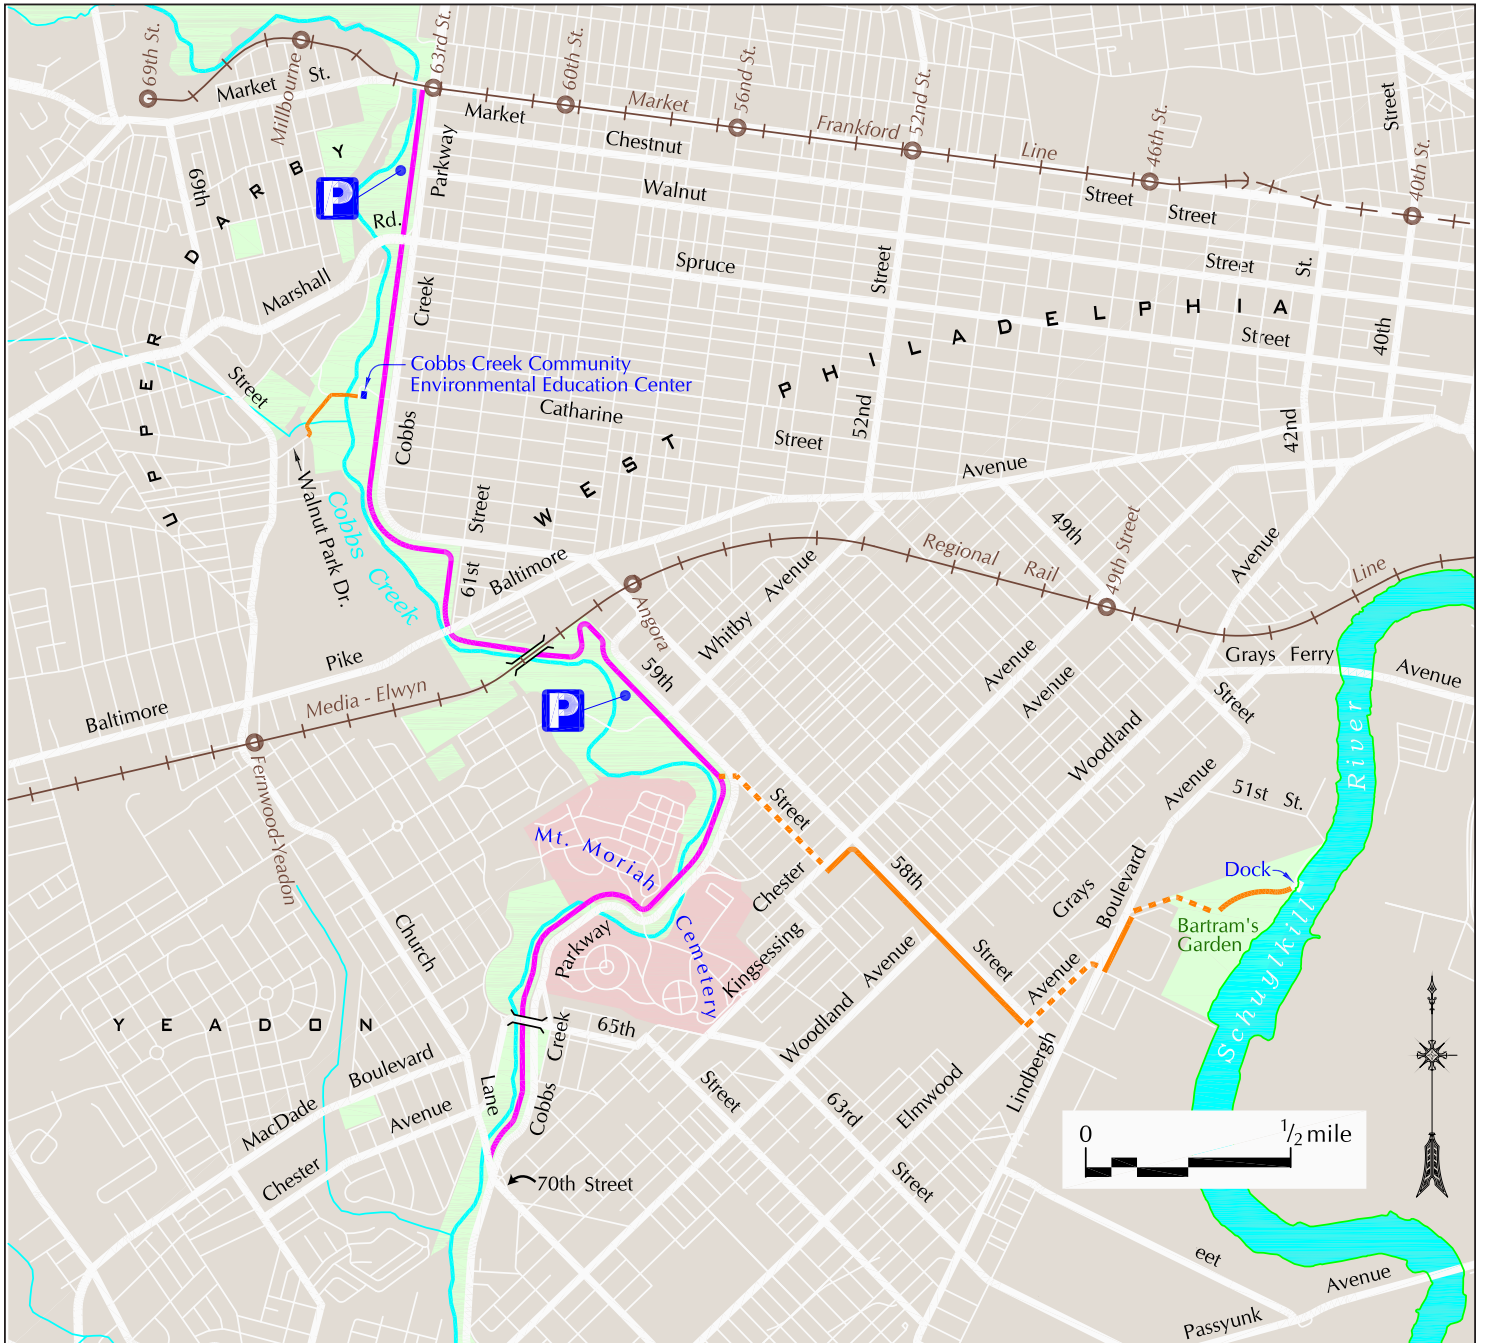 69th St.
Millbourne
63rd St.
60th St.
56nd St.
52nd St.
46th St.
40th St.
Market St.
Market
Market Frankford Line
Chestnut
Street
Street
Street
Parkway
Walnut
Street
69th
Rd.
Marshall
Creek
Spruce
Street
Street
St.
UPPER DARBY
WEST PHILADELPHIA
Street
40th
Cobbs Creek Community
Environmental Education Center
Catharine
Street
52nd
42nd
Cobbs
Street
61st
Avenue
Walnut Park Dr.
Cobbs Creek
Baltimore
Regional Rail Line
49th
49th Street
Avenue
Angora
Whitby Avenue
59th
Avenue
Avenue
Grays Ferry
Avenue
Street
Pike
Baltimore
Media - Elwyn
Fernwood-Yeadon
P
P
Woodland
Avenue
51st St.
Street
Mt. Moriah
Cemetery
Chester
58th
Grays
Boulevard
Dock
Bartram's
Garden
Schuylkill River
Church
Parkway
Kingsessing
Avenue
Street
Avenue
YEADON
65th
Creek
Woodland
Boulevard
Lane
Cobbs
Street
63rd
Elmwood
Lindbergh
MacDade
Avenue
Chester
70th Street
Street
0 1/2 mile
eet
Avenue
Passyunk